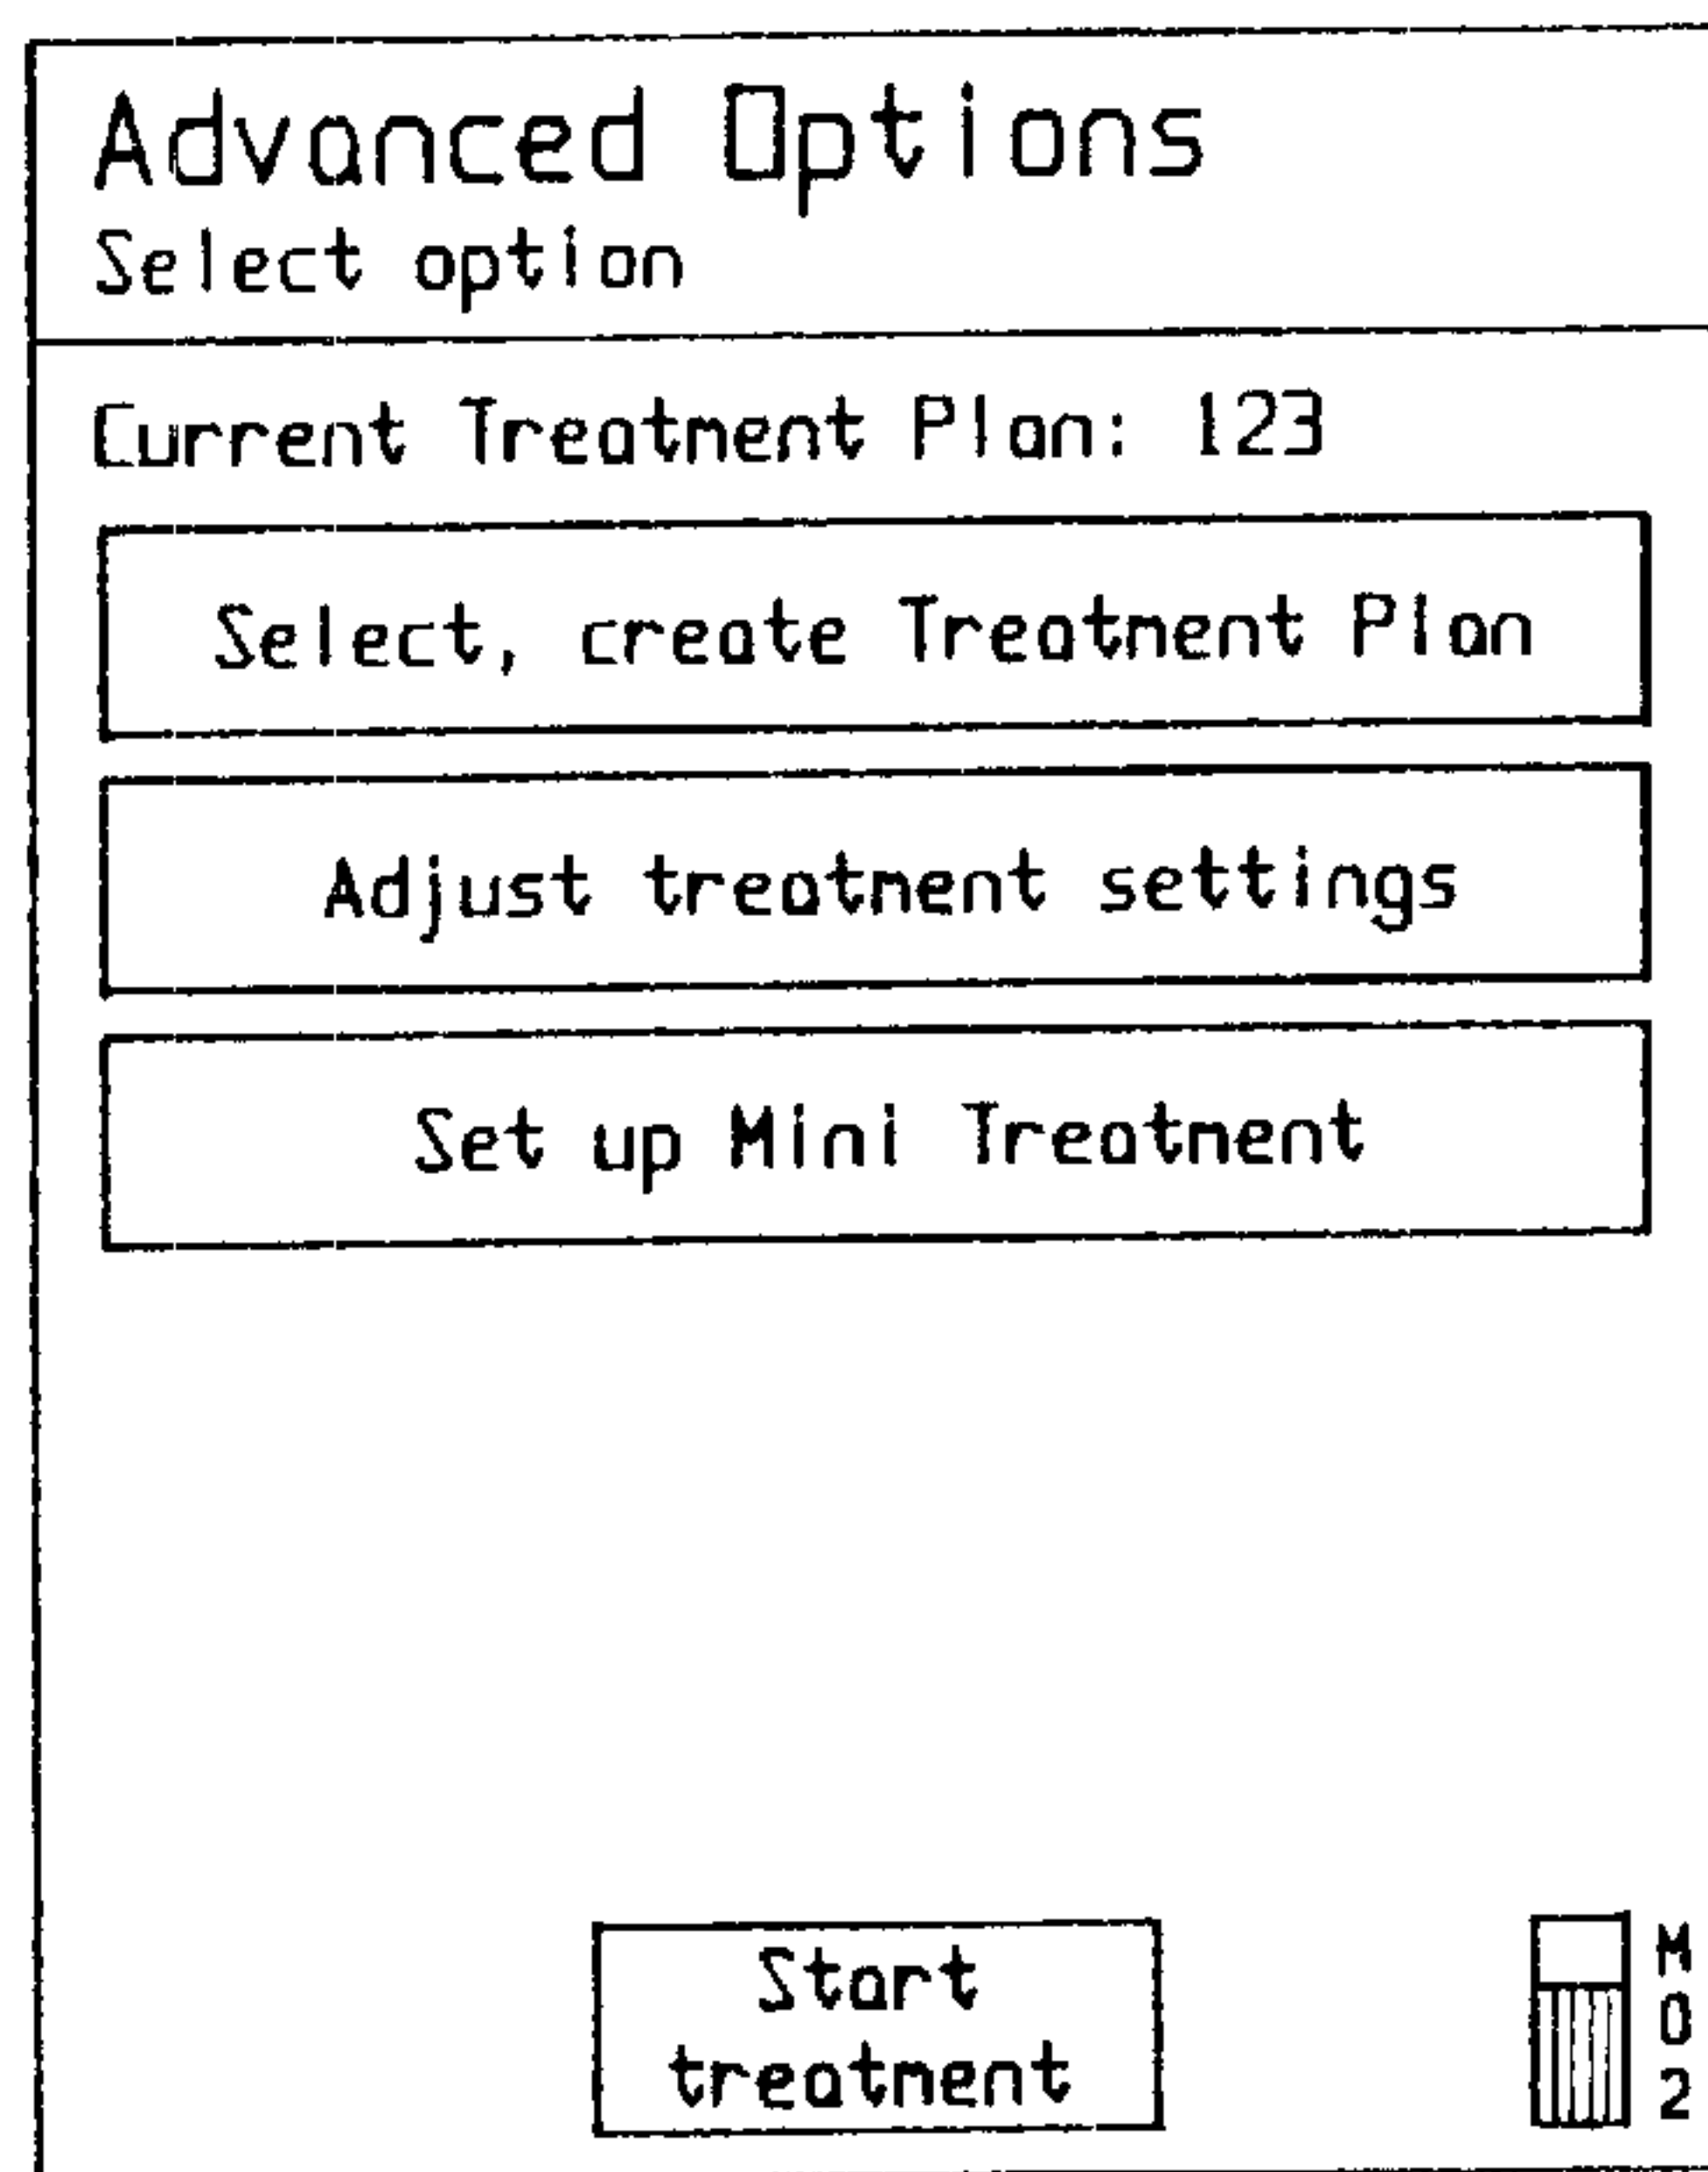 Advanced Options
Select option
Current Treatment Plan: 123
Select, create Treatment Plan
Adjust treatment settings
Set up Mini Treatment
Start
treatment
M
0
2